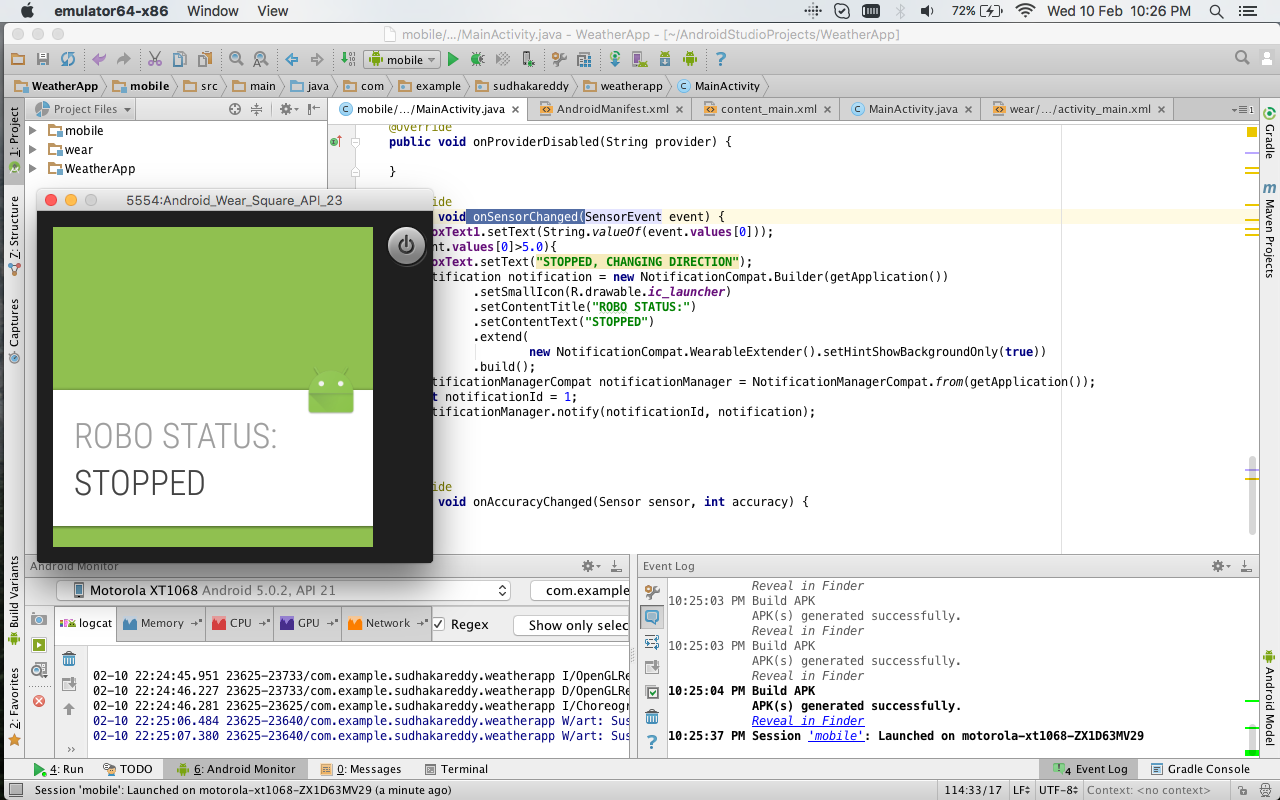 emulator64-x86 Window View 72% Wed 10 Feb 10:26 PM
mobile/.../MainActivity.java - WeatherApp - [~/AndroidStudioProjects/WeatherApp]
mobile
WeatherApp mobile src main java com example sudhakareddy weatherapp MainActivity
Project Files
mobile/.../MainActivity.java AndroidManifest.xml content_main.xml MainActivity.java wear/.../activity_main.xml
1: Project
Z: Structure
Captures
Build Variants
2: Favorites
mobile
wear
WeatherApp
@Override
public void onProviderDisabled(String provider) {
}
ide
void onSensorChanged(SensorEvent event) {
oxText1.setText(String.valueOf(event.values[0]));
t.values[0]>5.0){
oxText.setText("STOPPED, CHANGING DIRECTION");
tification notification = new NotificationCompat.Builder(getApplication())
.setSmallIcon(R.drawable.ic_launcher)
.setContentTitle("ROBO STATUS:")
.setContentText("STOPPED")
.extend(
new NotificationCompat.WearableExtender().setHintShowBackgroundOnly(true))
.build();
tificationManagerCompat notificationManager = NotificationManagerCompat.from(getApplication());
t notificationId = 1;
tificationManager.notify(notificationId, notification);
ide
void onAccuracyChanged(Sensor sensor, int accuracy) {
5554:Android_Wear_Square_API_23
ROBO STATUS:
STOPPED
Gradle
Maven Projects
Android Model
Android Monitor
Motorola XT1068 Android 5.0.2, API 21 com.example
logcat Memory CPU GPU Network Regex Show only selec
02-10 22:24:45.951 23625-23733/com.example.sudhakareddy.weatherapp I/OpenGLRe
02-10 22:24:46.227 23625-23733/com.example.sudhakareddy.weatherapp D/OpenGLRe
02-10 22:24:46.281 23625-23625/com.example.sudhakareddy.weatherapp I/Choreogr
02-10 22:25:06.484 23625-23640/com.example.sudhakareddy.weatherapp W/art: Sus
02-10 22:25:07.380 23625-23640/com.example.sudhakareddy.weatherapp W/art: Sus
Event Log
Reveal in Finder
10:25:03 PM Build APK
APK(s) generated successfully.
Reveal in Finder
10:25:03 PM Build APK
APK(s) generated successfully.
Reveal in Finder
10:25:04 PM Build APK
APK(s) generated successfully.
Reveal in Finder
10:25:37 PM Session 'mobile': Launched on motorola-xt1068-ZX1D63MV29
4: Run TODO 6: Android Monitor 0: Messages Terminal 4 Event Log Gradle Console
Session 'mobile': Launched on motorola-xt1068-ZX1D63MV29 (a minute ago) 114:33/17 LF UTF-8 Context: <no context>